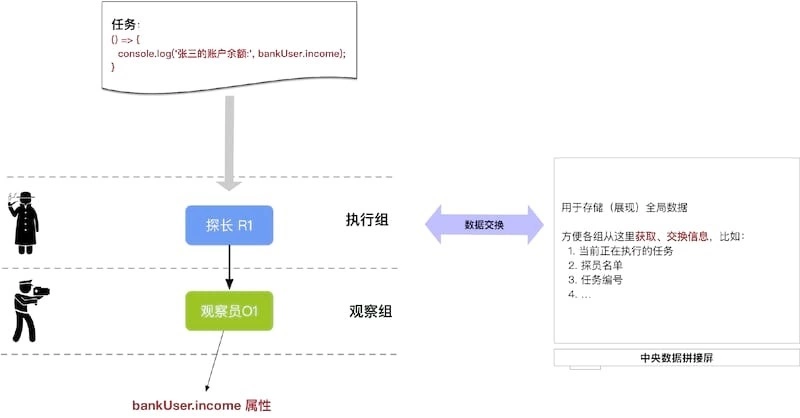 任务:
() => {
console.log('张三的账户余额:', bankUser.income);
}
探长 R1
执行组
数据交换
观察员O1
观察组
bankUser.income 属性
用于存储（展现）全局数据
方便各组从这里获取、交换信息，比如：
1. 当前正在执行的任务
2. 探员名单
3. 任务编号
4. ...
中央数据拼接屏